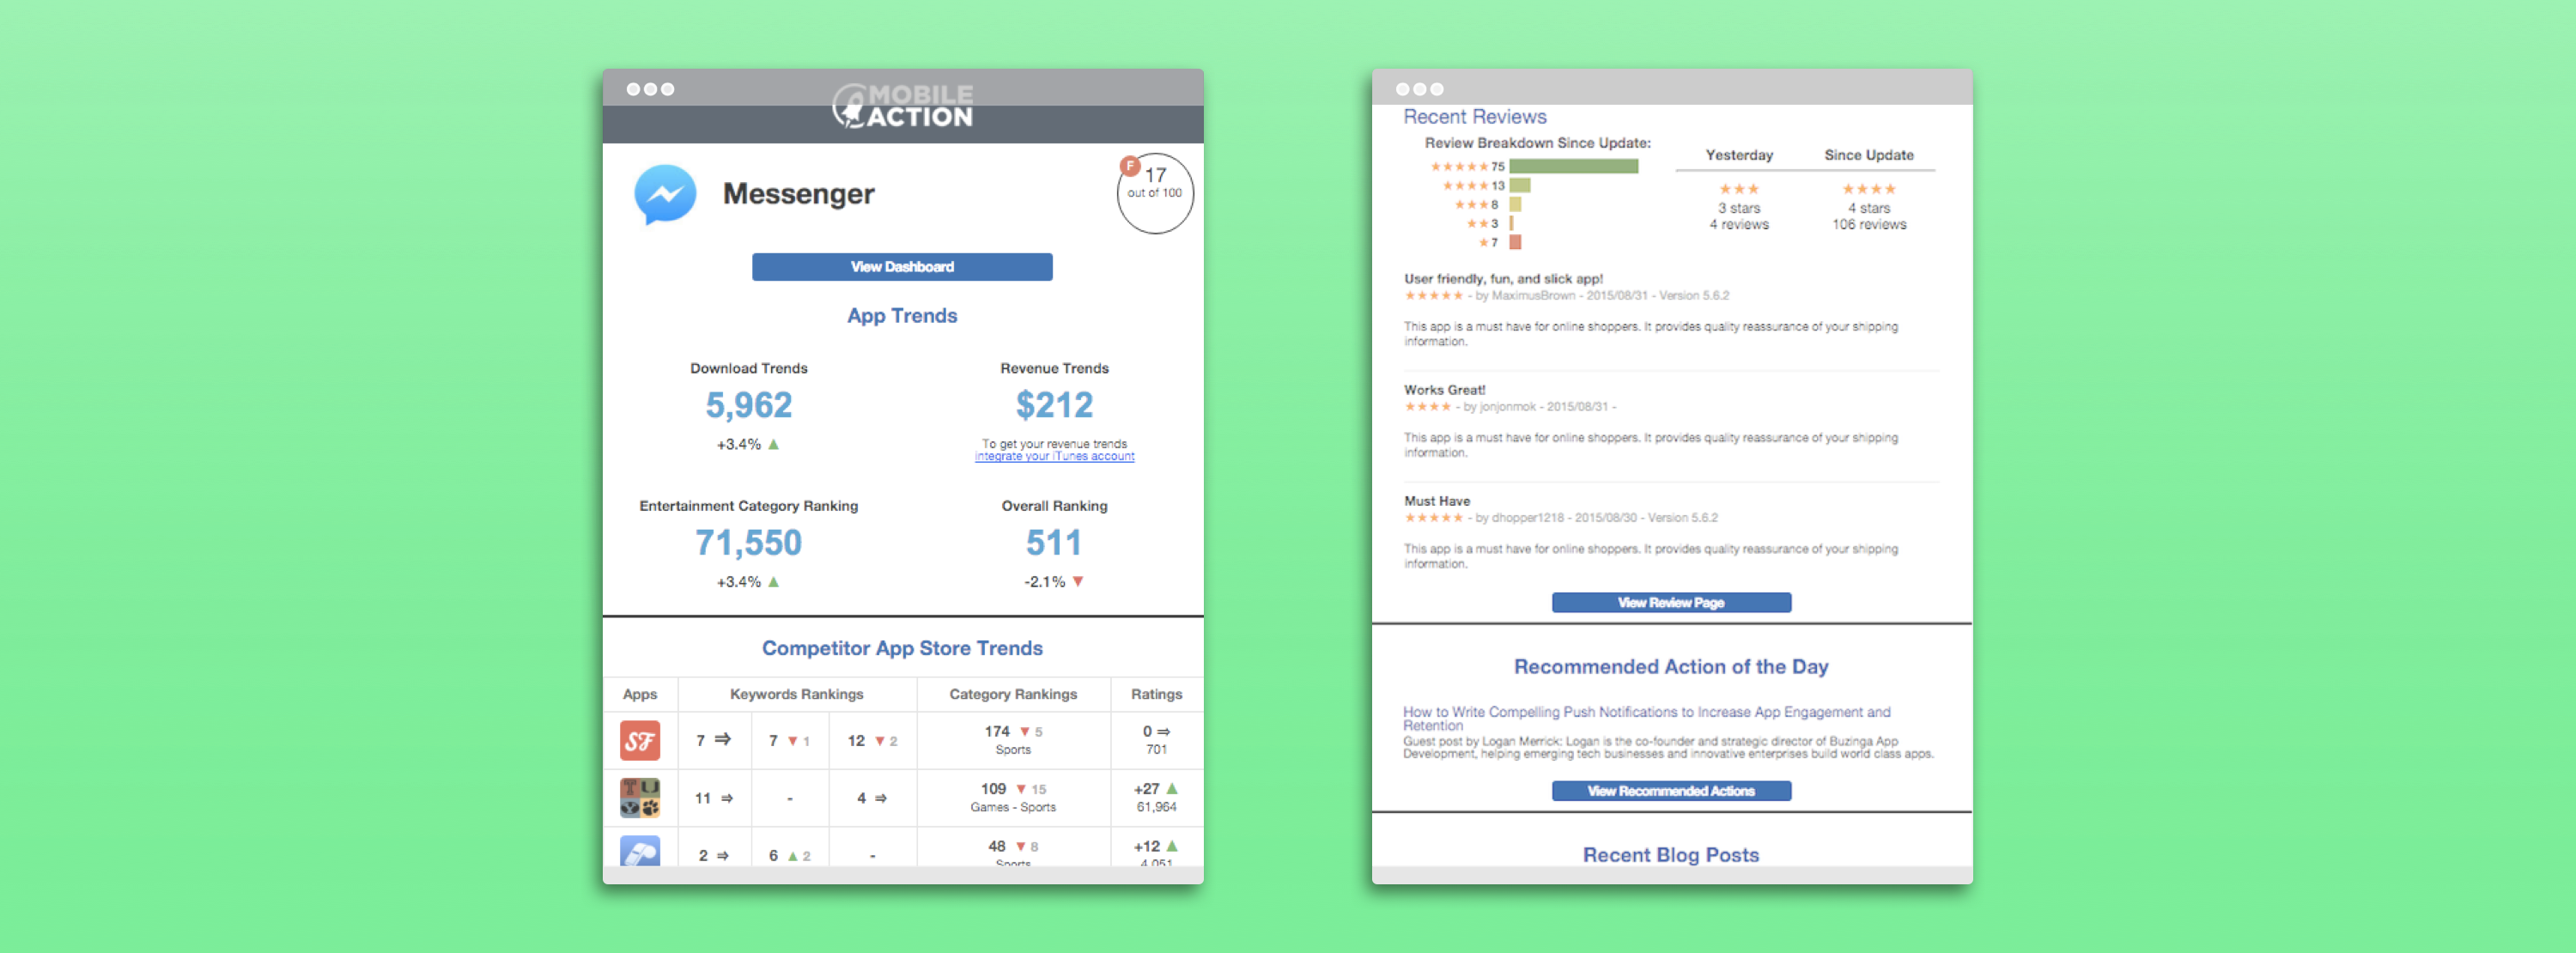 MOBILE
ACTION
Messenger
F
17
out of 100
View Dashboard
App Trends
Download Trends
5,962
+3.4% ▲
Revenue Trends
$212
To get your revenue trends
integrate your iTunes account
Entertainment Category Ranking
71,550
+3.4% ▲
Overall Ranking
511
-2.1% ▼
Competitor App Store Trends
Apps Keywords Rankings Category Rankings Ratings
SF 7 ⇒ 7 ▼ 1 12 ▼ 2 174 ▼ 5 0 ⇒
Sports 701
T U
Y
11 ⇒ - 4 ⇒ 109 ▼ 15 +27 ▲
Games - Sports 61,964
2 ⇒ 6 ▲ 2 - 48 ▼ 8 +12 ▲
Sports 4,051
Recent Reviews
Review Breakdown Since Update:
★★★★★ 75
★★★★ 13
★★★ 8
★★ 3
★ 7
Yesterday Since Update
★★★ ★★★★
3 stars 4 stars
4 reviews 106 reviews
User friendly, fun, and slick app!
★★★★★ - by MaximusBrown - 2015/08/31 - Version 5.6.2
This app is a must have for online shoppers. It provides quality reassurance of your shipping
information.
Works Great!
★★★★ - by jonjonmok - 2015/08/31 -
This app is a must have for online shoppers. It provides quality reassurance of your shipping
information.
Must Have
★★★★★ - by dhopper1218 - 2015/08/30 - Version 5.6.2
This app is a must have for online shoppers. It provides quality reassurance of your shipping
information.
View Review Page
Recommended Action of the Day
How to Write Compelling Push Notifications to Increase App Engagement and
Retention
Guest post by Logan Merrick: Logan is the co-founder and strategic director of Buzinga App
Development, helping emerging tech businesses and innovative enterprises build world class apps.
View Recommended Actions
Recent Blog Posts